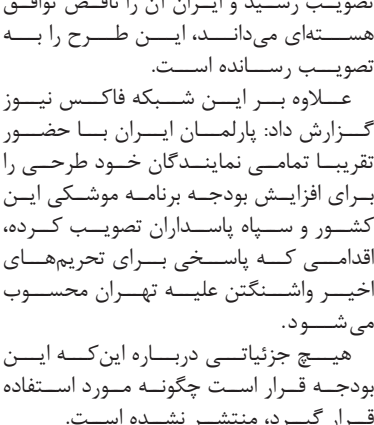 تصویب رسید و ایران آن را ناقض توافق
هسته‌ای می‌داند، این طرح را به
تصویب رسانده است.
علاوه بر این شبکه فاکس نیوز
گزارش داد: پارلمان ایران با حضور
تقریبا تمامی نمایندگان خود طرحی را
برای افزایش بودجه برنامه موشکی این
کشور و سپاه پاسداران تصویب کرده،
اقدامی که پاسخی برای تحریم‌های
اخیر واشنگتن علیه تهران محسوب
می‌شود.
هیچ جزئیاتی درباره این‌که این
بودجه قرار است چگونه مورد استفاده
قرار گیرد، منتشر نشده است.